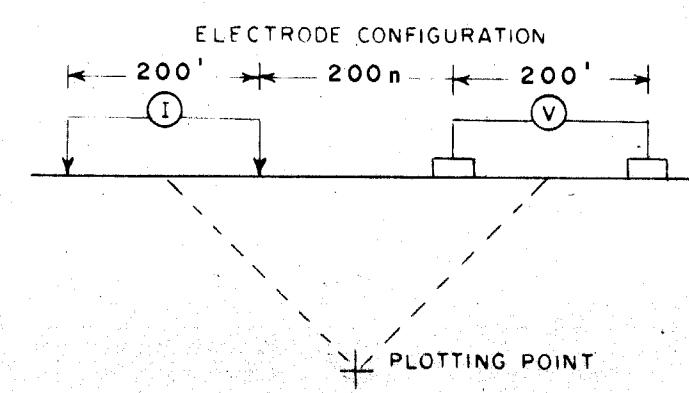 ELECTRODE CONFIGURATION
200' 200n 200'
I V
PLOTTING POINT